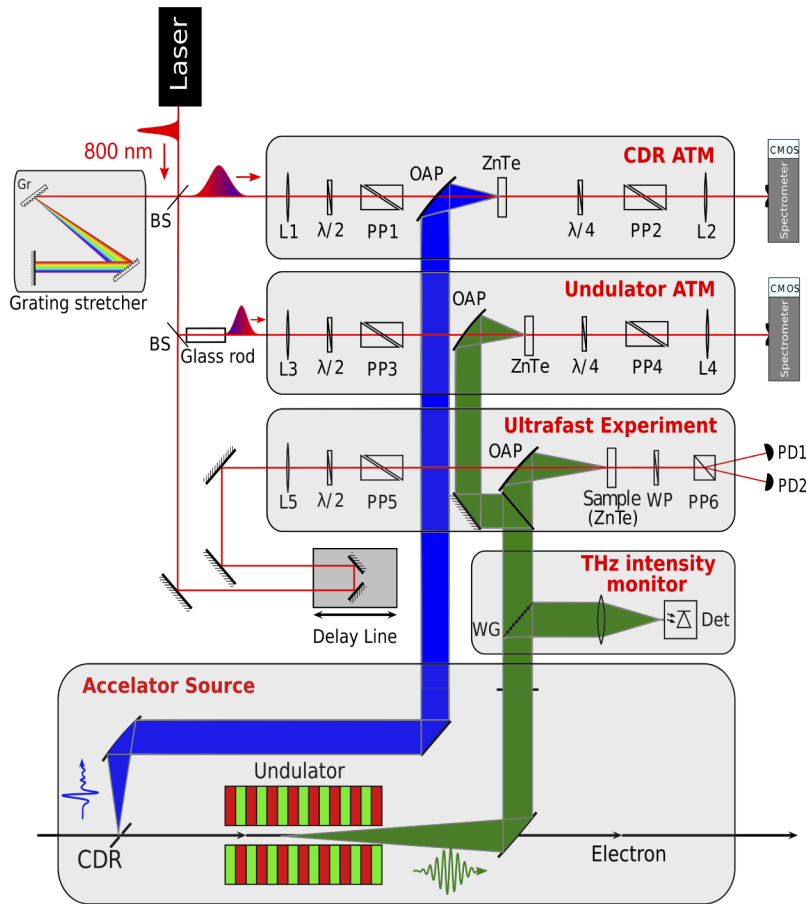 Laser
800 nm
CDR ATM
CMOS
Spectrometer
Gr
OAP
ZnTe
BS
L1
λ/2
PP1
λ/4
PP2
L2
Grating stretcher
Undulator ATM
CMOS
Spectrometer
OAP
BS
Glass rod
L3
λ/2
PP3
ZnTe
λ/4
PP4
L4
Ultrafast Experiment
OAP
PD1
PD2
L5
λ/2
PP5
Sample
(ZnTe)
WP
PP6
THz intensity
monitor
WG
Det
Delay Line
Accelator Source
Undulator
CDR
Electron